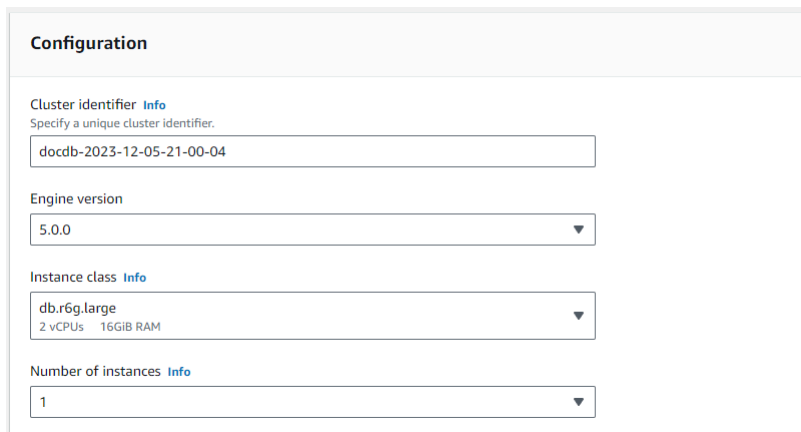 Configuration
Cluster identifier Info
Specify a unique cluster identifier.
docdb-2023-12-05-21-00-04
Engine version
5.0.0
Instance class Info
db.r6g.large
2 vCPUs 16GiB RAM
Number of instances Info
1